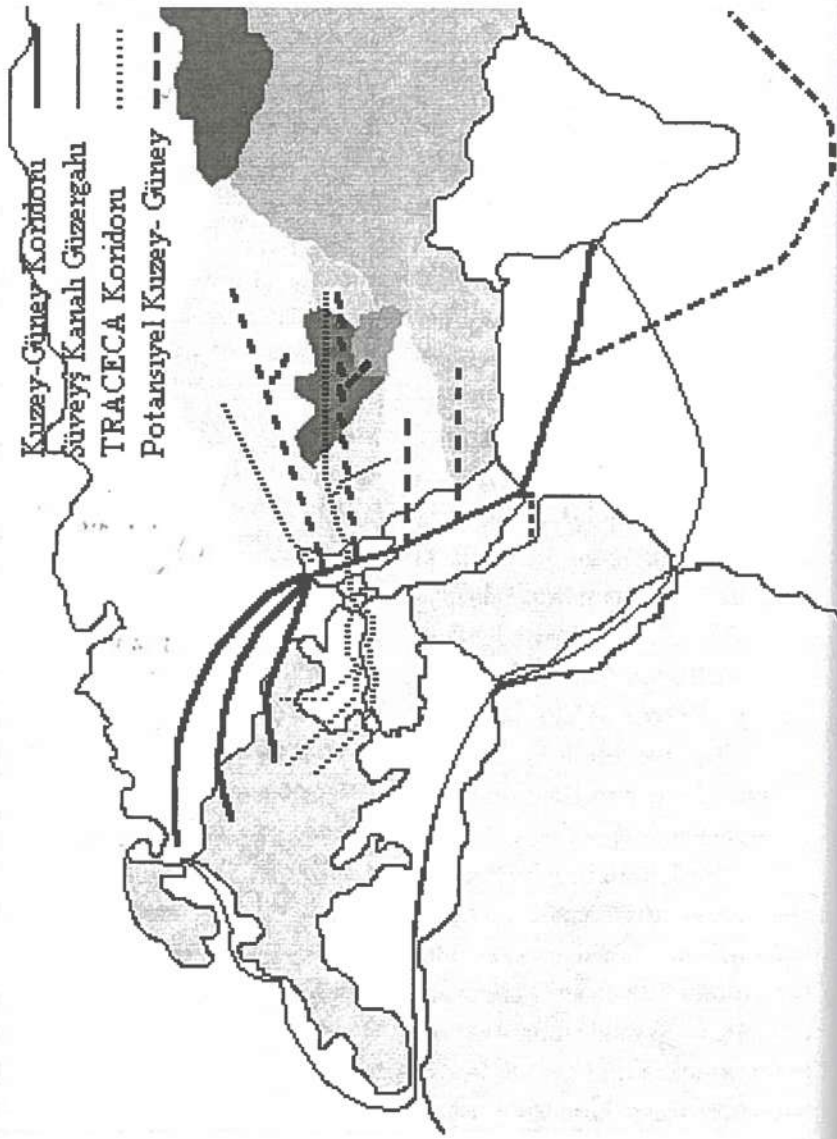 Kuzey-Güney Koridoru
Süveyş Kanalı Güzergahı
TRACECA Koridoru
Potansiyel Kuzey- Güney